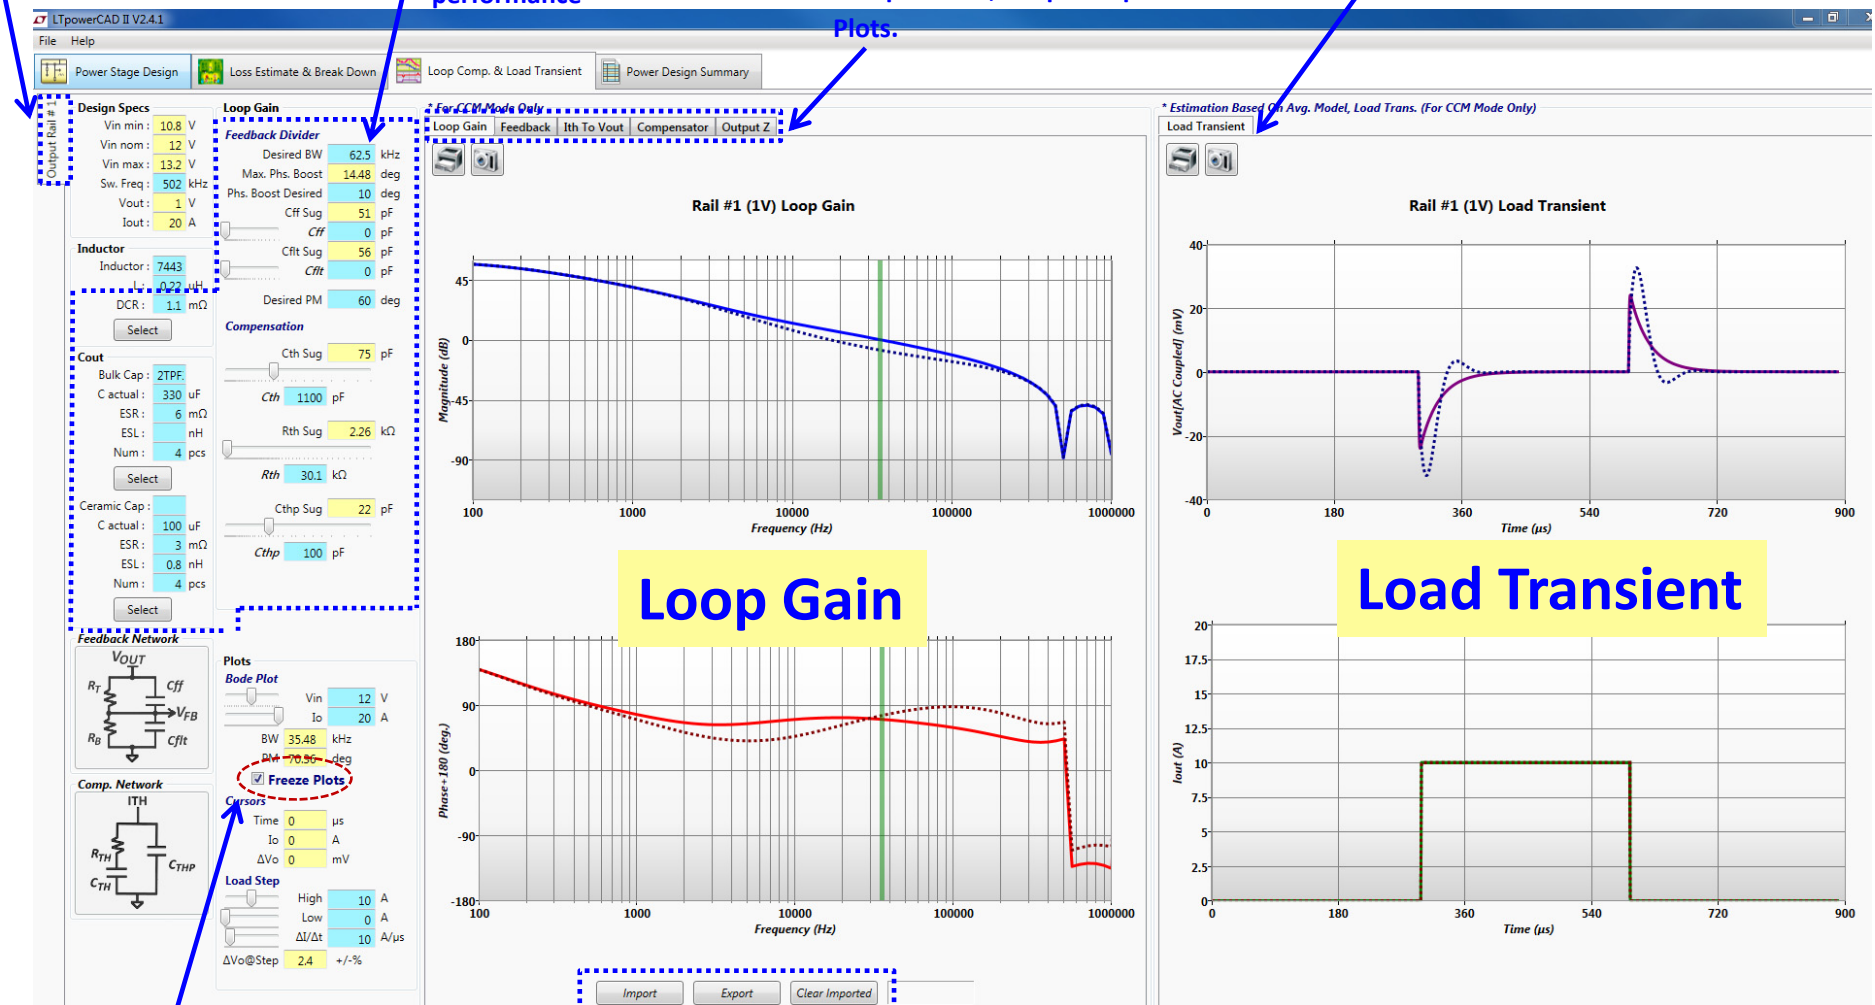 performance
Plots.
LTpowerCAD II V2.4.1
File Help
Power Stage Design
Loss Estimate & Break Down
Loop Comp. & Load Transient
Power Design Summary
Output Rail # 1
Design Specs
Vin min : 10.8 V
Vin nom : 12 V
Vin max : 13.2 V
Sw. Freq : 502 kHz
Vout : 1 V
Iout : 20 A
Inductor
Inductor : 7443
L : 0.22 uH
DCR : 1.1 mΩ
Select
Cout
Bulk Cap : 2TPF.
C actual : 330 uF
ESR : 6 mΩ
ESL : nH
Num : 4 pcs
Select
Ceramic Cap :
C actual : 100 uF
ESR : 3 mΩ
ESL : 0.8 nH
Num : 4 pcs
Select
Feedback Network
VOUT
RT
Cff
VFB
RB
Cflt
Comp. Network
ITH
RTH
CTHP
CTH
Loop Gain
Feedback Divider
Desired BW 62.5 kHz
Max. Phs. Boost 14.48 deg
Phs. Boost Desired 10 deg
Cff Sug 51 pF
Cff 0 pF
Cflt Sug 56 pF
Cflt 0 pF
Desired PM 60 deg
Compensation
Cth Sug 75 pF
Cth 1100 pF
Rth Sug 2.26 kΩ
Rth 30.1 kΩ
Cthp Sug 22 pF
Cthp 100 pF
Plots
Bode Plot
Vin 12 V
Io 20 A
BW 35.48 kHz
PM 70.96 deg
Freeze Plots
Cursors
Time 0 µs
Io 0 A
ΔVo 0 mV
Load Step
High 10 A
Low 0 A
ΔI/Δt 10 A/µs
ΔVo@Step 2.4 +/-%
* For CCM Mode Only
Loop Gain Feedback Ith To Vout Compensator Output Z
Rail #1 (1V) Loop Gain
Magnitude (dB)
45
0
-45
-90
100 1000 10000 100000 1000000
Frequency (Hz)
Loop Gain
Phase+180 (deg.)
180
90
0
-90
-180
100 1000 10000 100000 1000000
Frequency (Hz)
Import Export Clear Imported
* Estimation Based On Avg. Model, Load Trans. (For CCM Mode Only)
Load Transient
Rail #1 (1V) Load Transient
Vout[AC Coupled] (mV)
40
20
0
-20
-40
0 180 360 540 720 900
Time (µs)
Load Transient
Iout (A)
20
17.5
15
12.5
10
7.5
5
2.5
0
0 180 360 540 720 900
Time (µs)